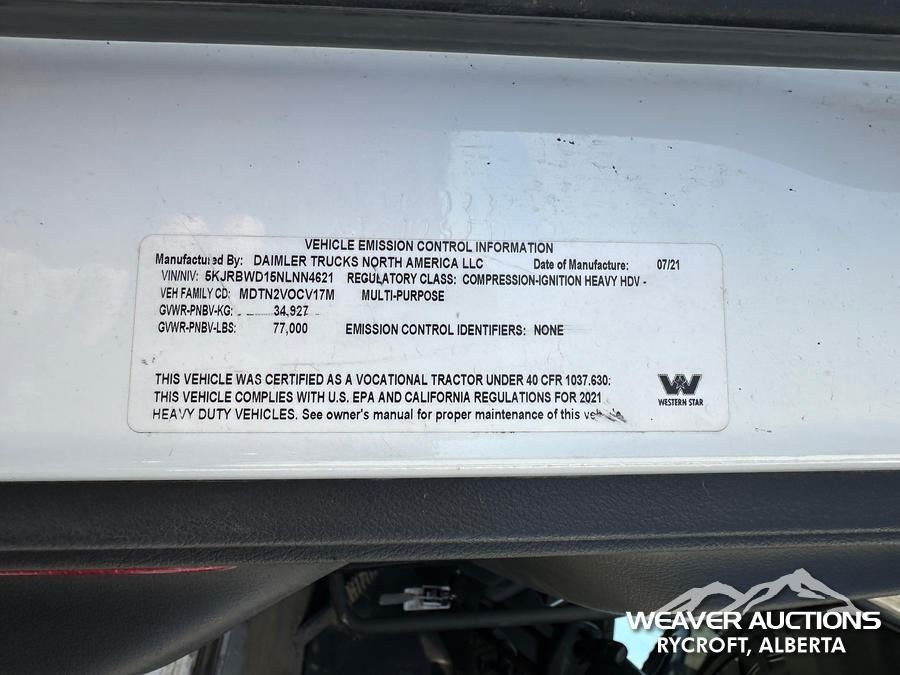 VEHICLE EMISSION CONTROL INFORMATION
Manufactured By: DAIMLER TRUCKS NORTH AMERICA LLC Date of Manufacture: 07/21
VIN/NIV: 5KJRBWD15NLNN4621 REGULATORY CLASS: COMPRESSION-IGNITION HEAVY HDV -
VEH FAMILY CD: MDTN2VOCV17M MULTI-PURPOSE
GVWR-PNBV-KG: 34,927
GVWR-PNBV-LBS: 77,000 EMISSION CONTROL IDENTIFIERS: NONE
THIS VEHICLE WAS CERTIFIED AS A VOCATIONAL TRACTOR UNDER 40 CFR 1037.630:
THIS VEHICLE COMPLIES WITH U.S. EPA AND CALIFORNIA REGULATIONS FOR 2021
HEAVY DUTY VEHICLES. See owner's manual for proper maintenance of this vehicle
WESTERN STAR
WEAVER AUCTIONS
RYCROFT, ALBERTA